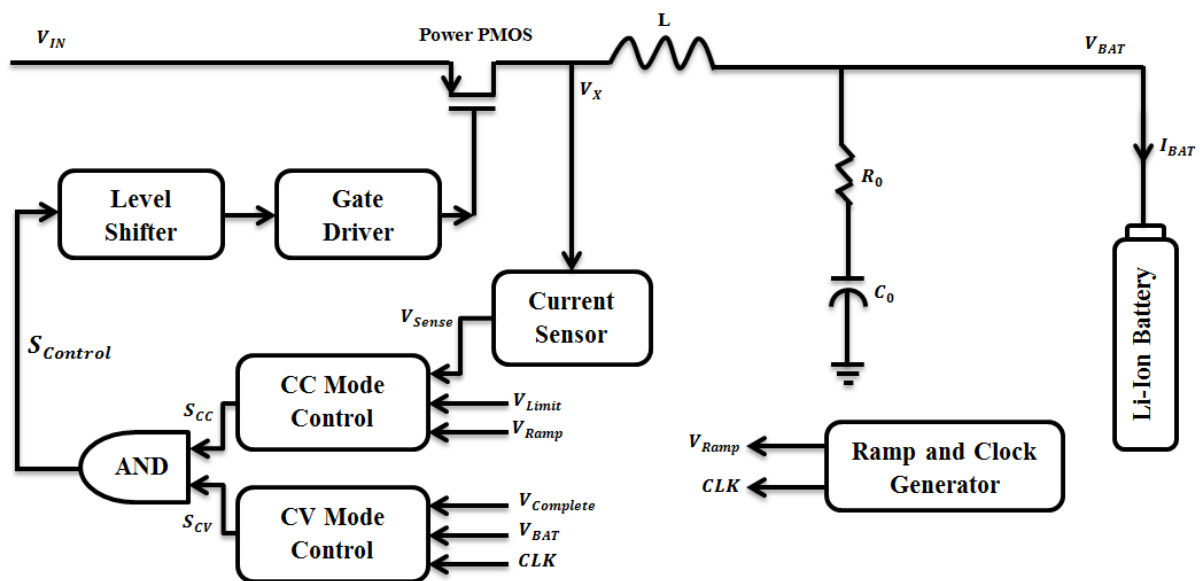 L
V_IN
Power PMOS
V_BAT
V_X
I_BAT
R_0
Level
Shifter
Gate
Driver
C_0
Current
Sensor
V_Sense
Li-Ion Battery
S_Control
CC Mode
Control
V_Limit
V_Ramp
S_CC
AND
V_Ramp
CLK
Ramp and Clock
Generator
S_CV
CV Mode
Control
V_Complete
V_BAT
CLK